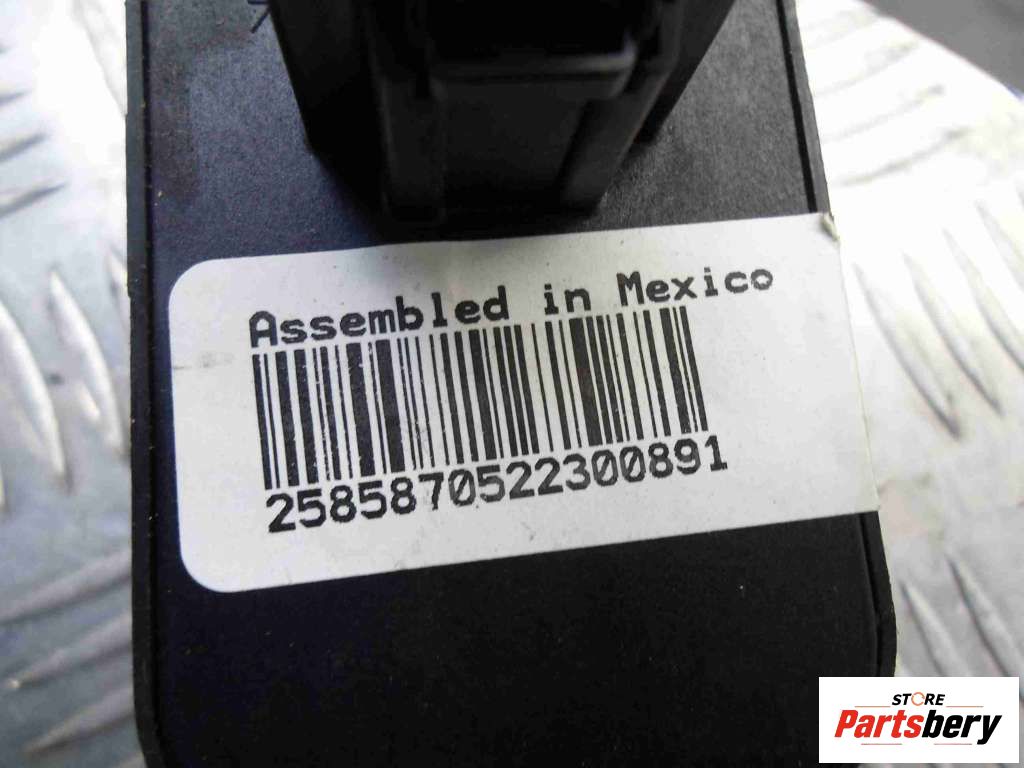 Assembled in Mexico
2585870522300891
STORE
Partsbery